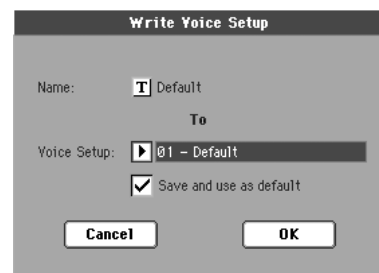 Write Voice Setup
Name: T Default
To
Voice Setup: 01 - Default
Save and use as default
Cancel OK